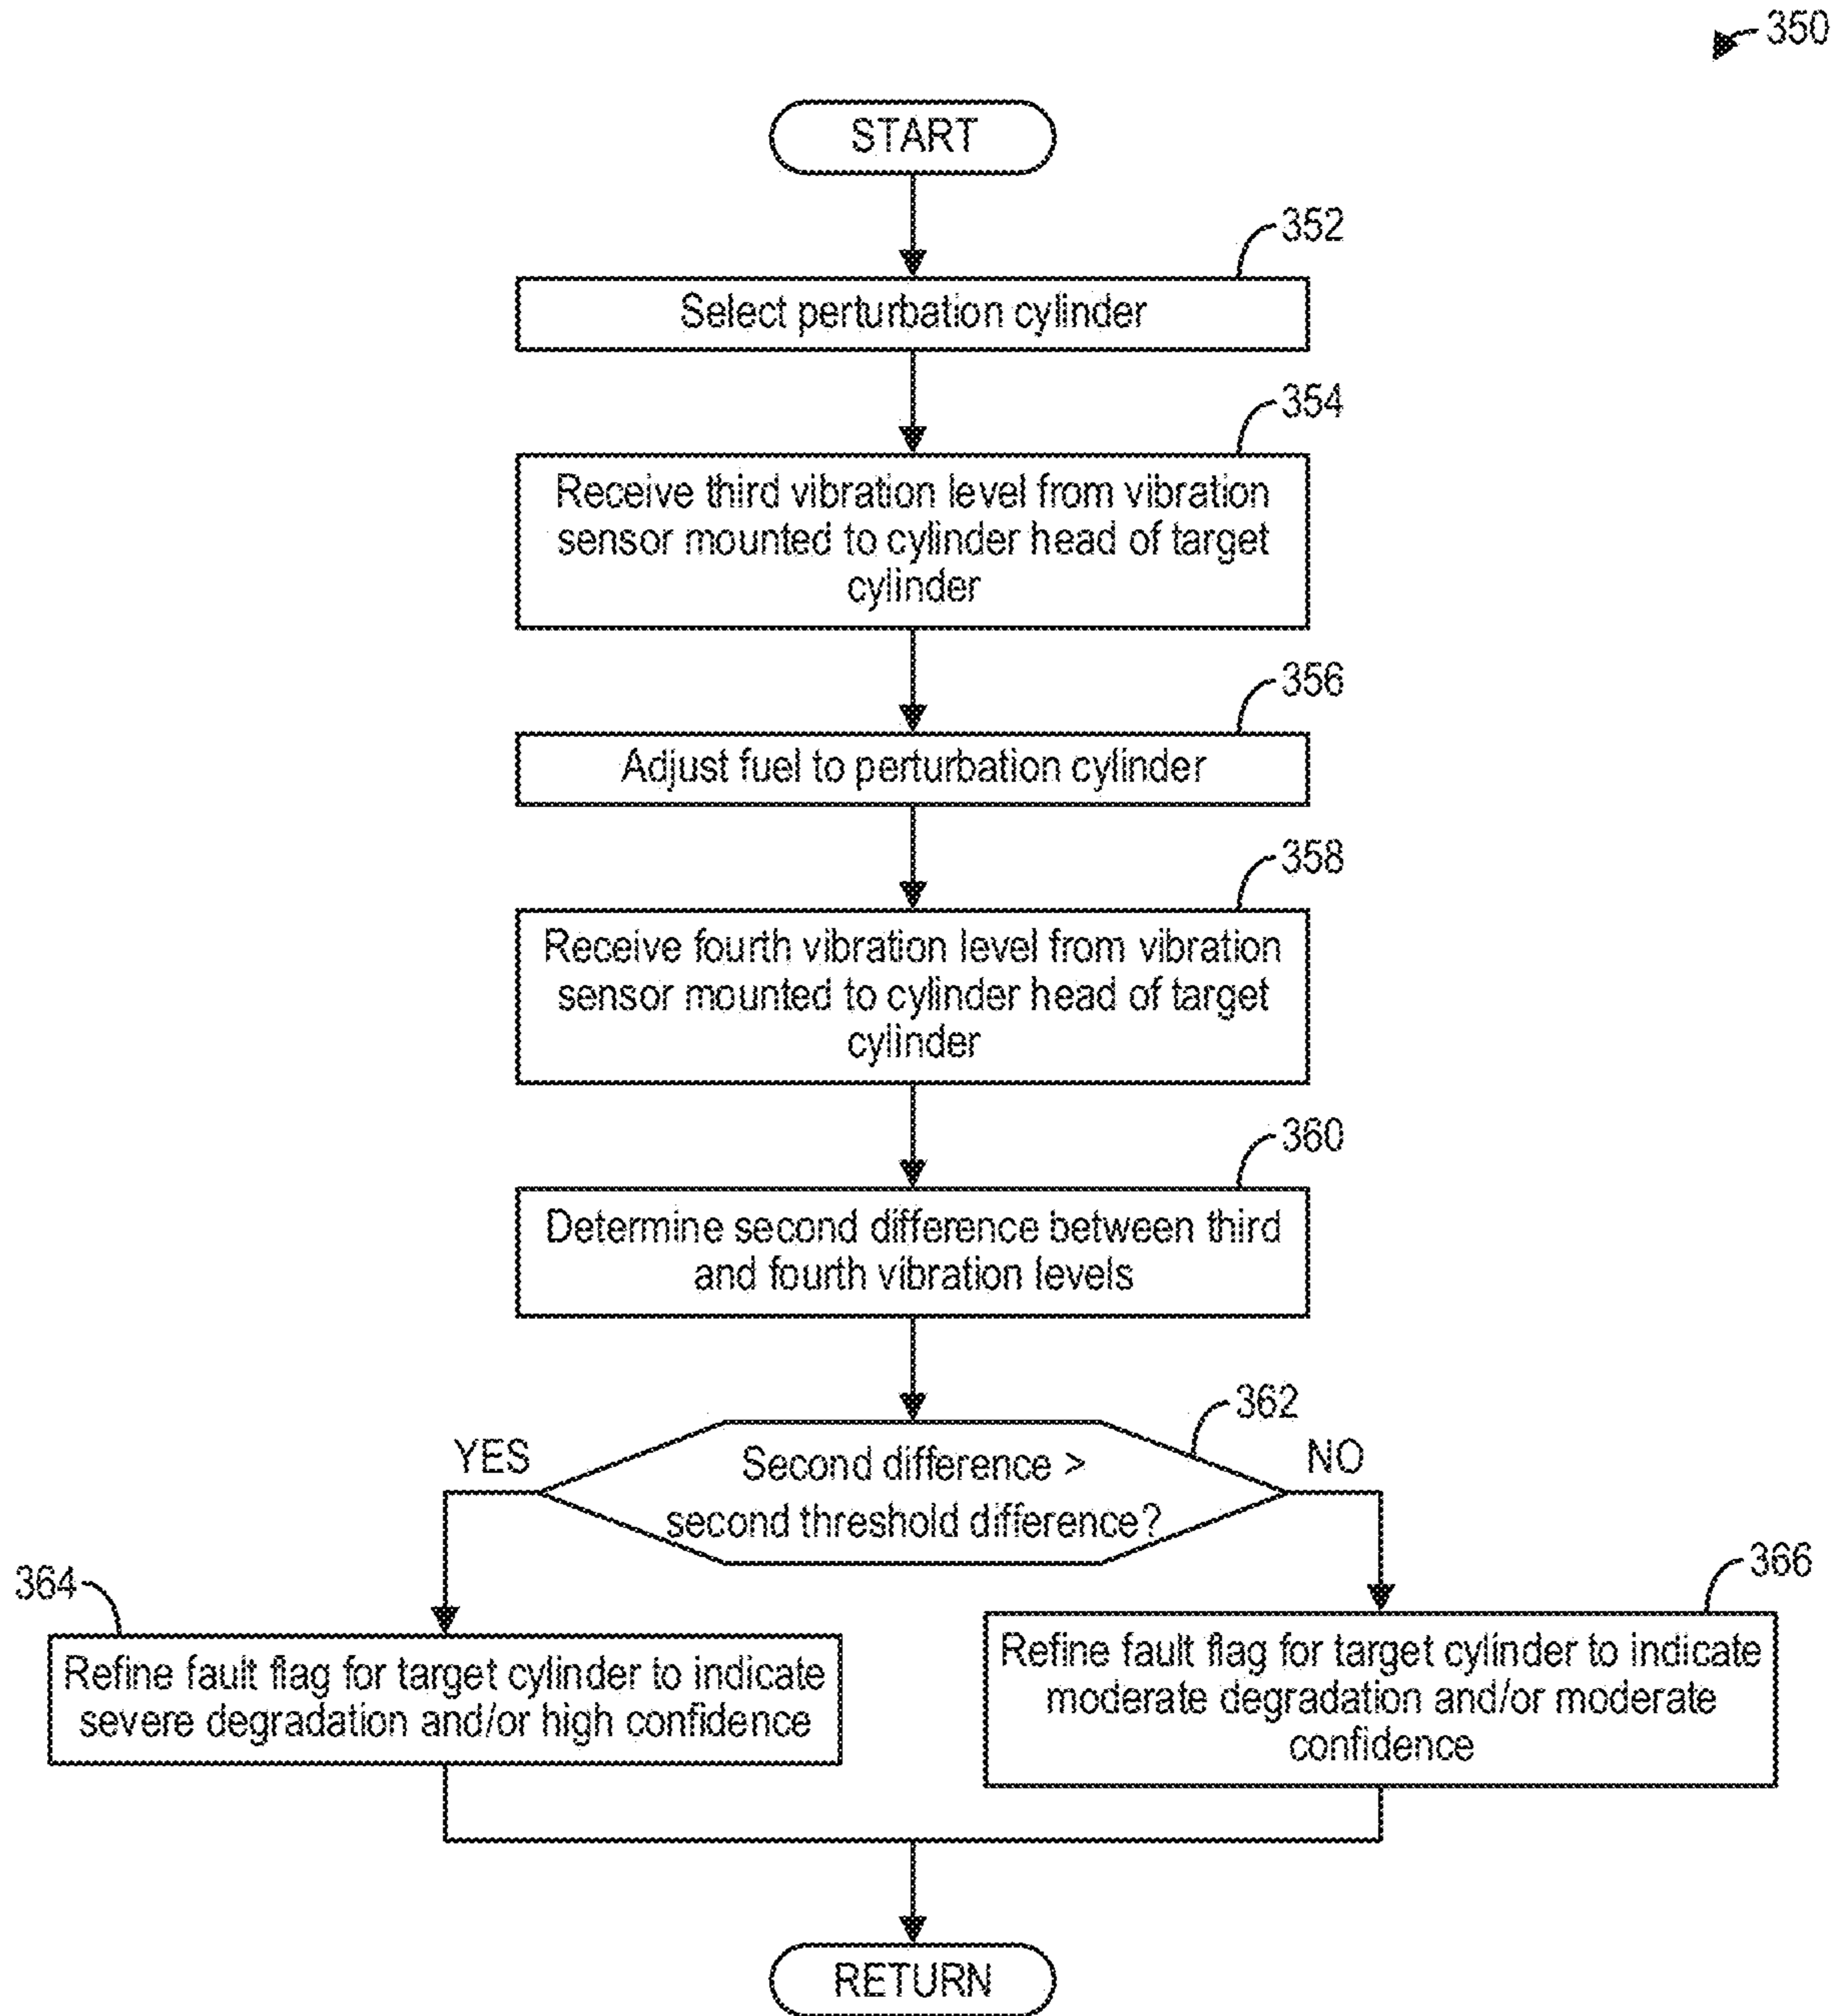 350
START
352
Select perturbation cylinder
354
Receive third vibration level from vibration
sensor mounted to cylinder head of target
cylinder
356
Adjust fuel to perturbation cylinder
358
Receive fourth vibration level from vibration
sensor mounted to cylinder head of target
cylinder
360
Determine second difference between third
and fourth vibration levels
362
YES
Second difference >
second threshold difference?
NO
364
Refine fault flag for target cylinder to indicate
severe degradation and/or high confidence
366
Refine fault flag for target cylinder to indicate
moderate degradation and/or moderate
confidence
RETURN